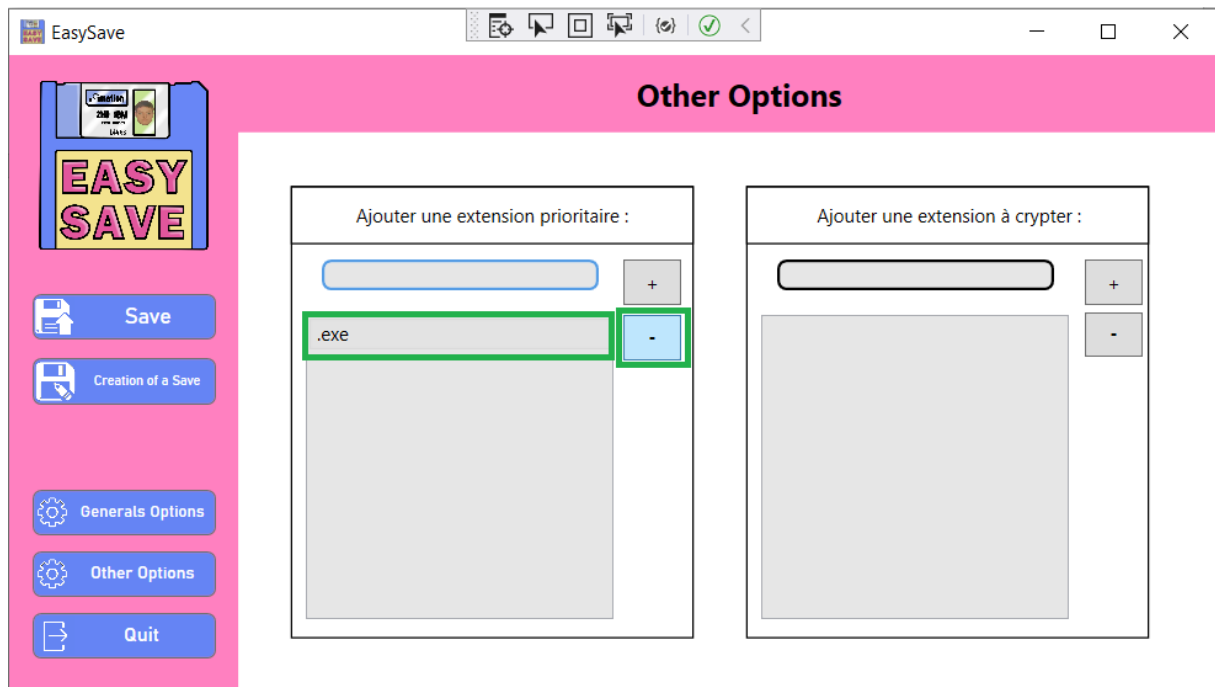 EasySave
Other Options
EASY
SAVE
Ajouter une extension prioritaire :
Ajouter une extension à crypter :
+
+
.exe
-
-
Save
Creation of a Save
Generals Options
Other Options
Quit